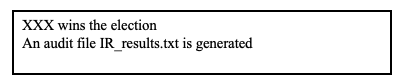 XXX wins the election
An audit file IR_results.txt is generated